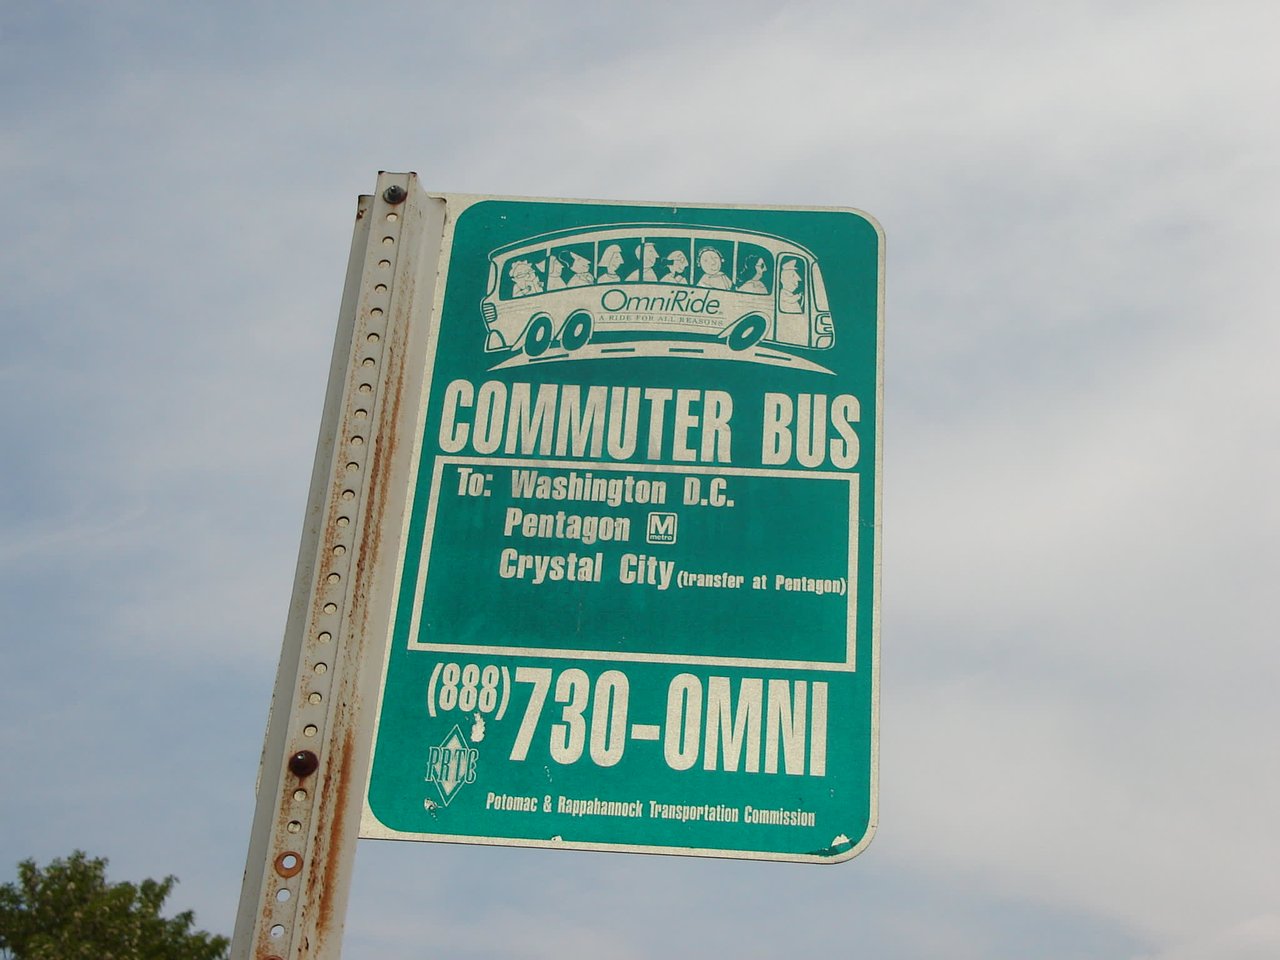 OmniRide®
A RIDE FOR ALL REASONS
COMMUTER BUS
To: Washington D.C.
Pentagon M metro
Crystal City (transfer at Pentagon)
(888) 730-OMNI
PRTC
Potomac & Rappahannock Transportation Commission